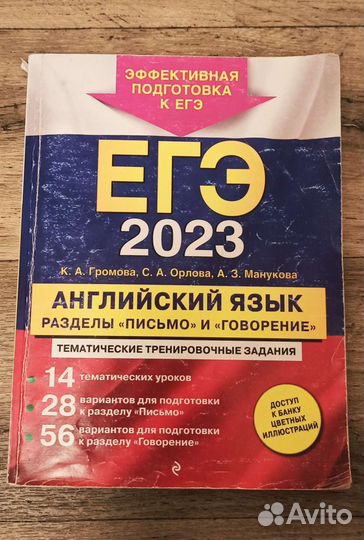 ЭФФЕКТИВНАЯ
ПОДГОТОВКА
К ЕГЭ
ЕГЭ
2023
К. А. Громова, С. А. Орлова, А. З. Манукова
АНГЛИЙСКИЙ ЯЗЫК
РАЗДЕЛЫ «ПИСЬМО» И «ГОВОРЕНИЕ»
ТЕМАТИЧЕСКИЕ ТРЕНИРОВОЧНЫЕ ЗАДАНИЯ
14 тематических уроков
28 вариантов для подготовки
к разделу «Письмо»
56 вариантов для подготовки
к разделу «Говорение»
ДОСТУП
К БАНКУ
ЦВЕТНЫХ
ИЛЛЮСТРАЦИЙ
Avito